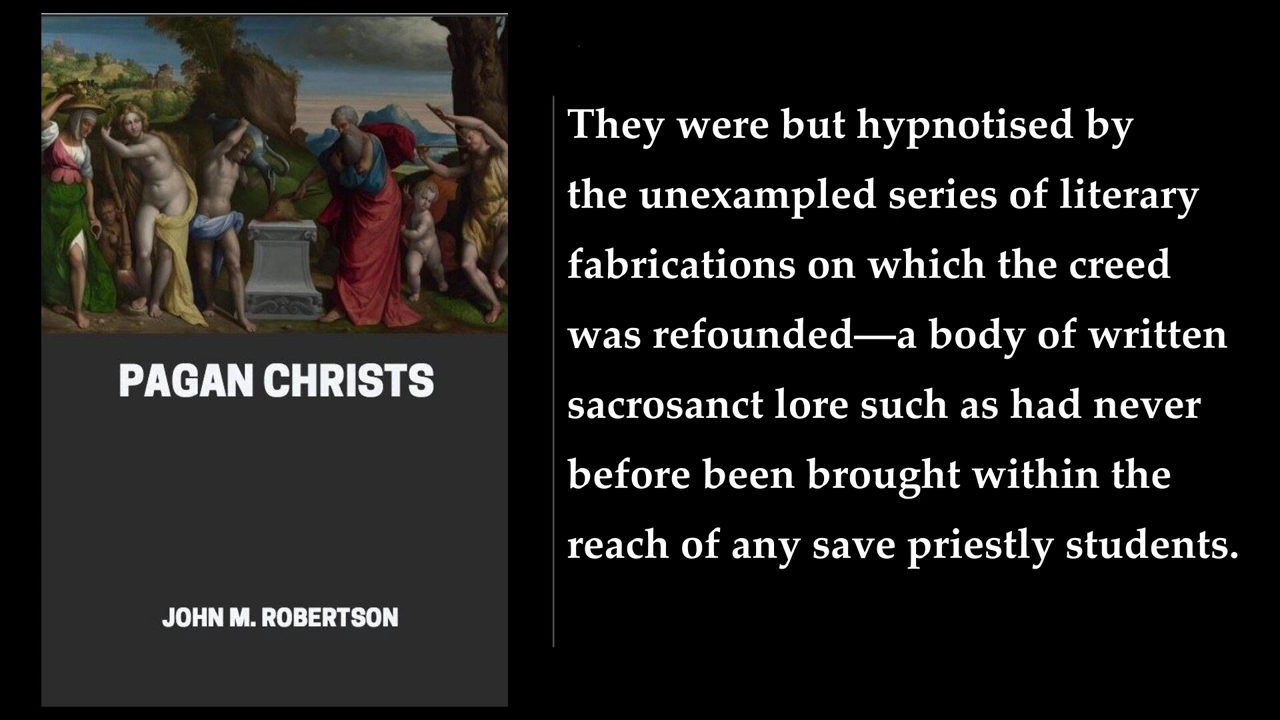 PAGAN CHRISTS
JOHN M. ROBERTSON
They were but hypnotised by
the unexampled series of literary
fabrications on which the creed
was refounded—a body of written
sacrosanct lore such as had never
before been brought within the
reach of any save priestly students.